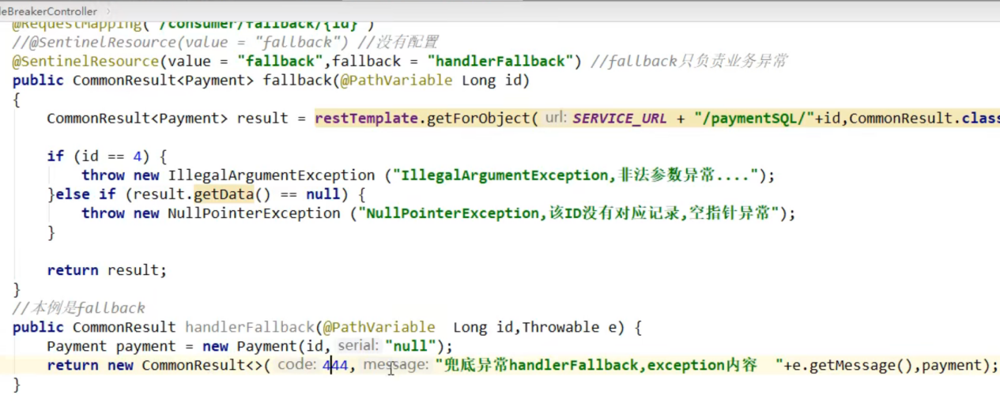 leBreakerController
@RequestMapping("/consumer/fallback/{id}")
//@SentinelResource(value = "fallback") //没有配置
@SentinelResource(value = "fallback",fallback = "handlerFallback") //fallback只负责业务异常
public CommonResult<Payment> fallback(@PathVariable Long id)
{
CommonResult<Payment> result = restTemplate.getForObject( url: SERVICE_URL + "/paymentSQL/"+id,CommonResult.class
if (id == 4) {
throw new IllegalArgumentException ("IllegalArgumentException,非法参数异常....");
}else if (result.getData() == null) {
throw new NullPointerException ("NullPointerException,该ID没有对应记录,空指针异常");
}
return result;
}
//本例是fallback
public CommonResult handlerFallback(@PathVariable  Long id,Throwable e) {
Payment payment = new Payment(id, serial: "null");
return new CommonResult<>( code: 444, message: "兜底异常handlerFallback,exception内容  "+e.getMessage(),payment);
}